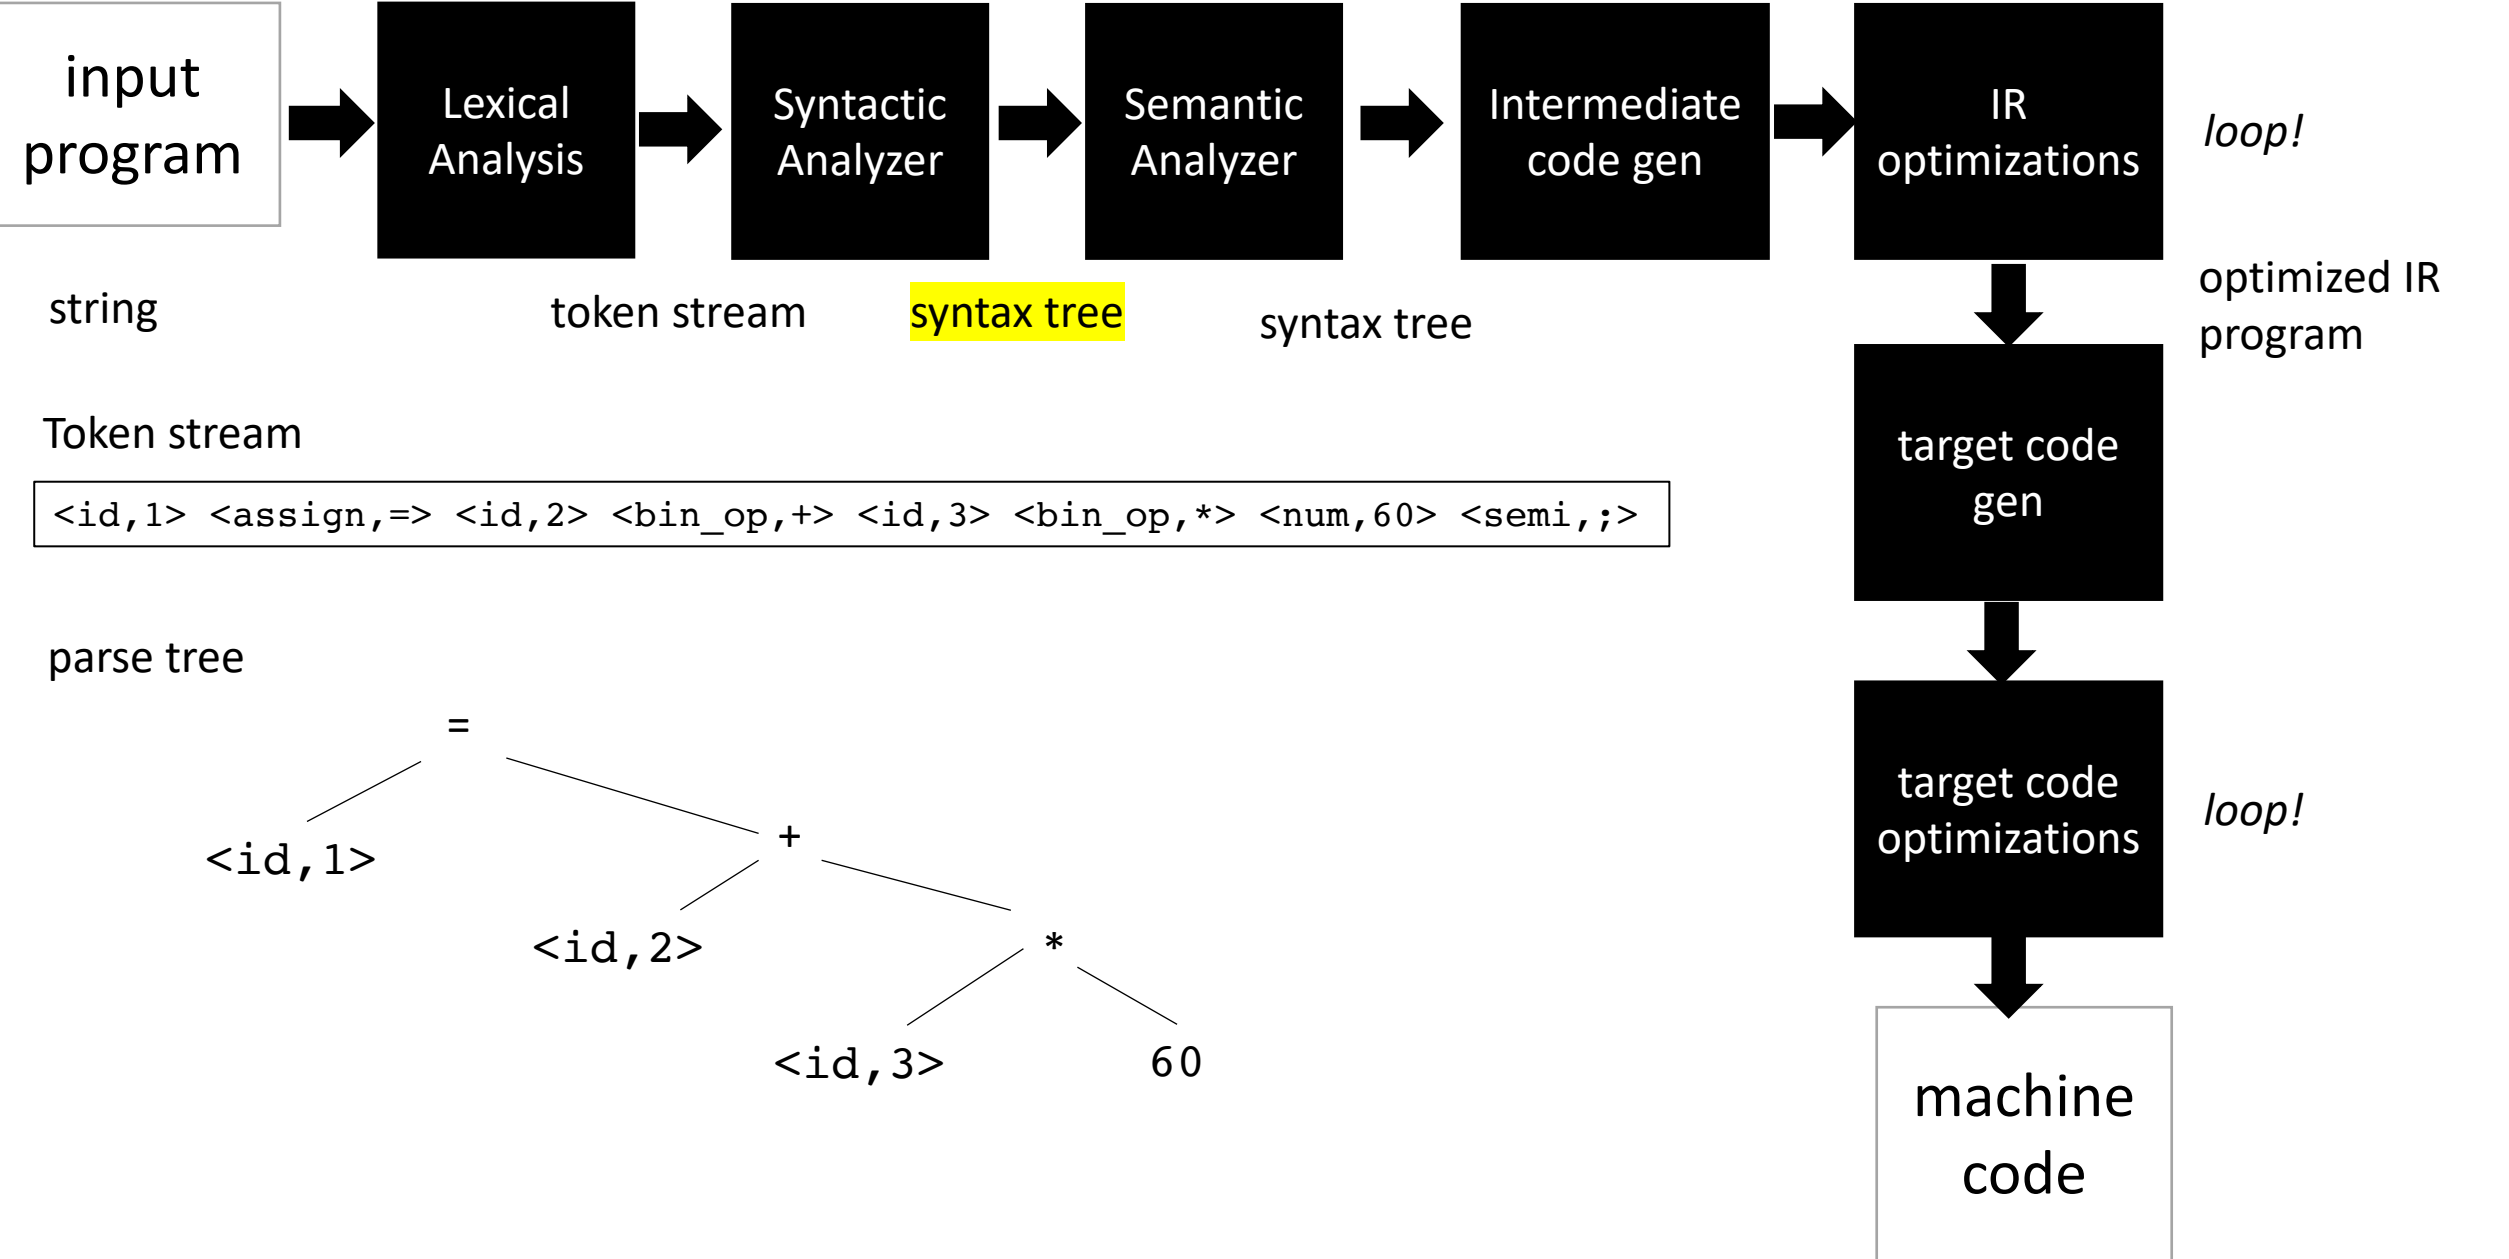 input
program
Lexical
Analysis
Syntactic
Analyzer
Semantic
Analyzer
Intermediate
code gen
IR
optimizations
loop!
string
token stream
syntax tree
syntax tree
optimized IR
program
Token stream
<id,1> <assign,=> <id,2> <bin_op,+> <id,3> <bin_op,*> <num,60> <semi,;>
target code
gen
parse tree
=
<id,1>
+
<id,2>
*
<id,3>
60
target code
optimizations
loop!
machine
code